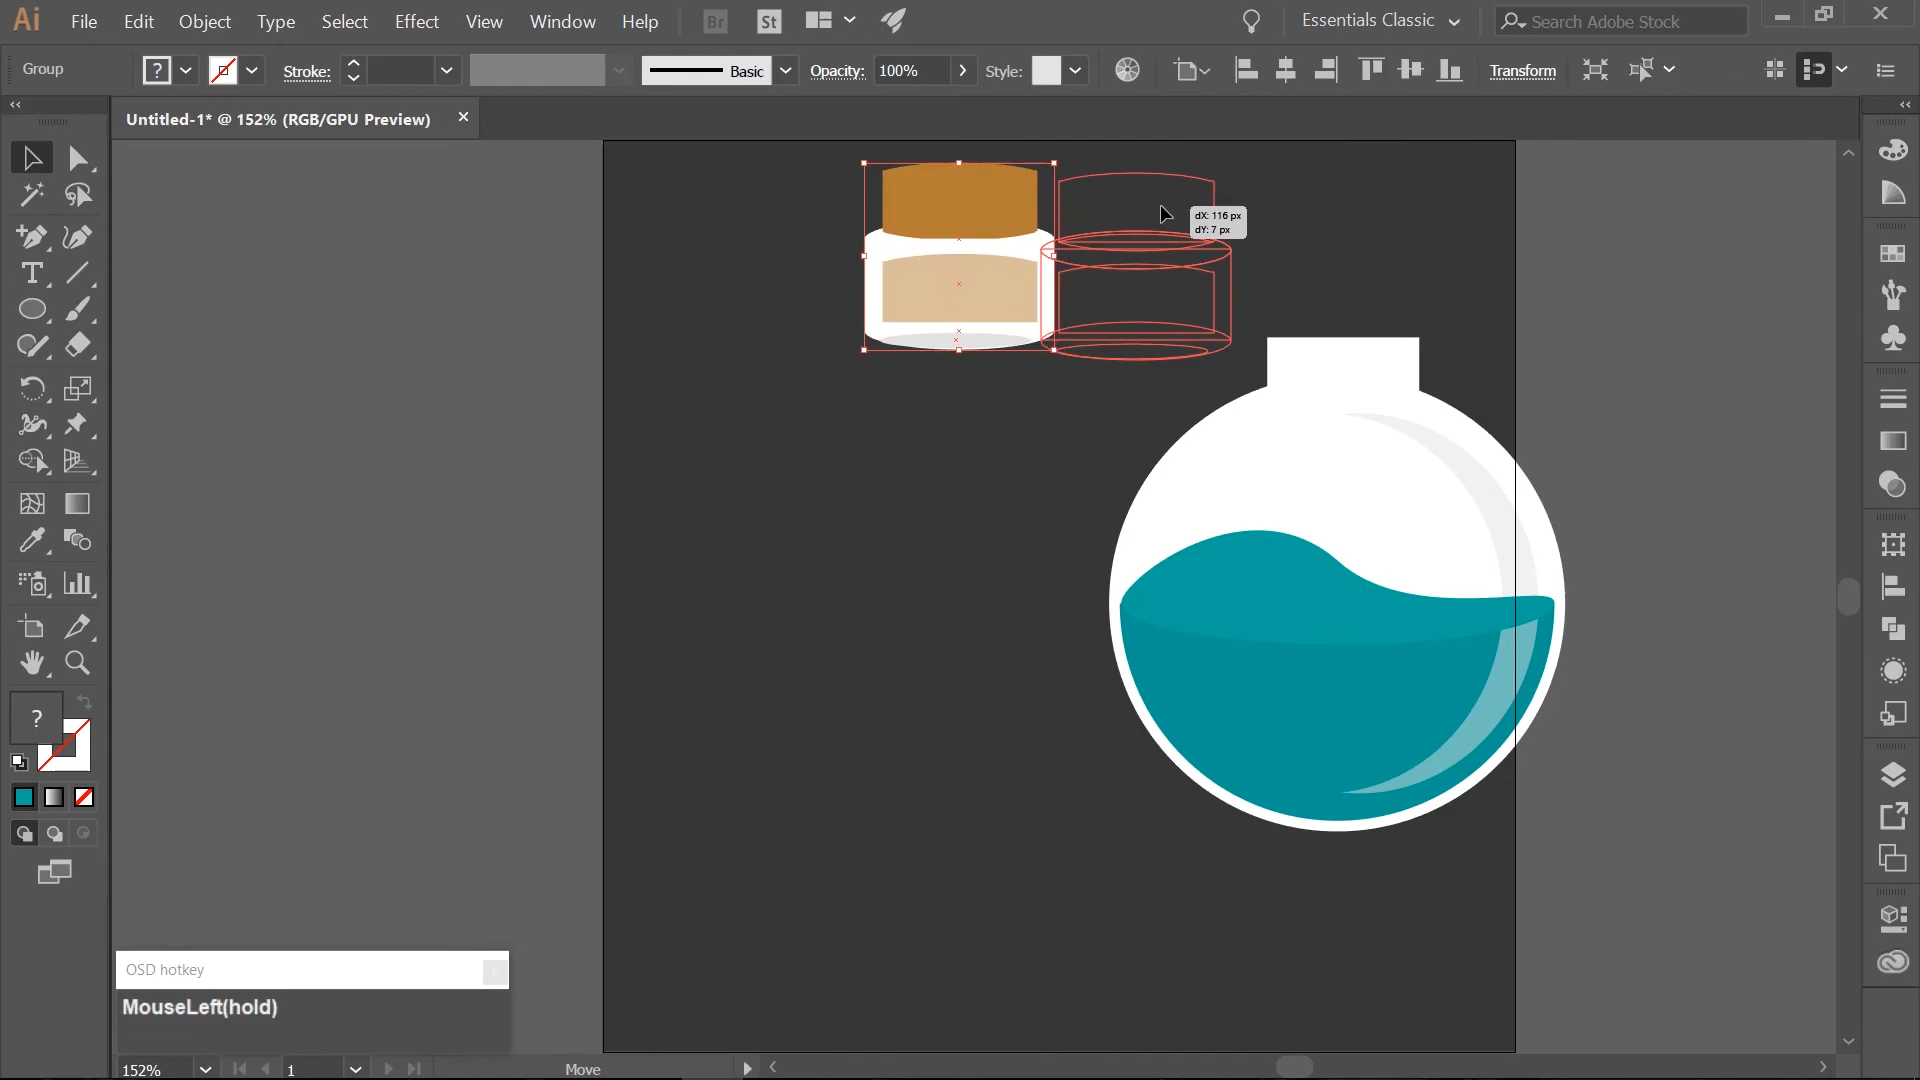 Ai File Edit Object Type Select Effect View Window Help Br St Essentials Classic Search Adobe Stock
Group ? Stroke: Basic Opacity: 100% Style: Transform
Untitled-1* @ 152% (RGB/GPU Preview)
dX: 116 px
dY: 7 px
?
OSD hotkey
MouseLeft(hold)
152% 1 Move